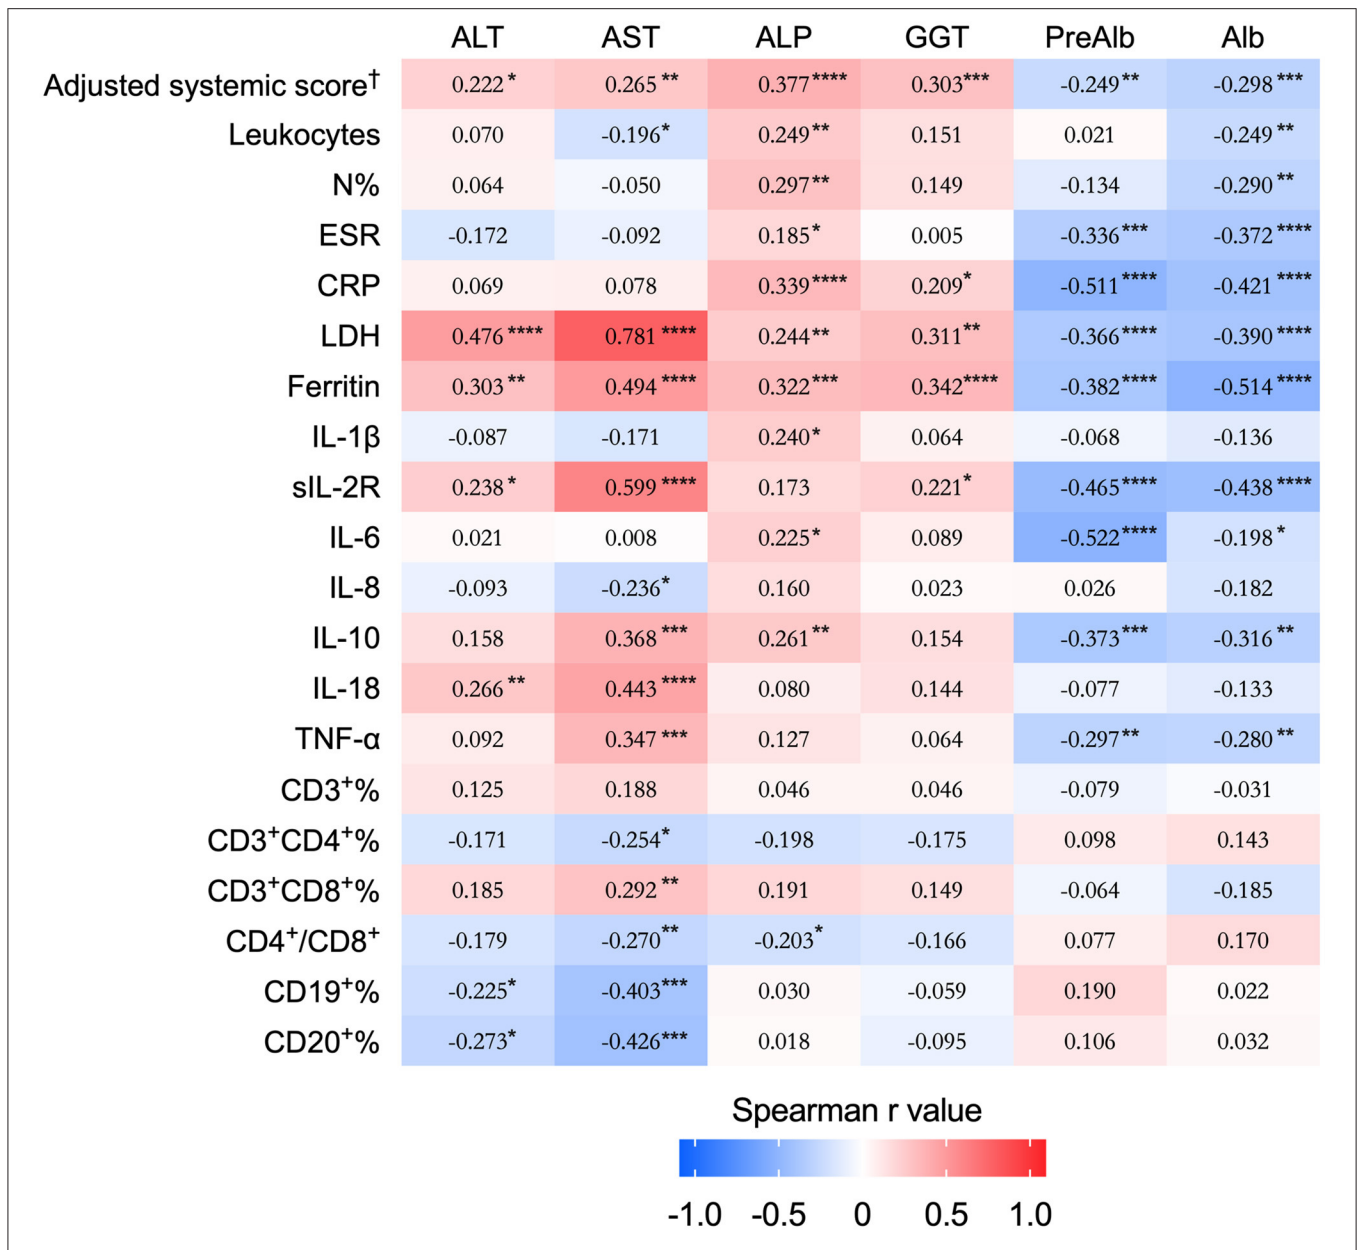 ALT AST ALP GGT PreAlb Alb
Adjusted systemic score† 0.222* 0.265** 0.377**** 0.303*** -0.249** -0.298***
Leukocytes 0.070 -0.196* 0.249** 0.151 0.021 -0.249**
N% 0.064 -0.050 0.297** 0.149 -0.134 -0.290**
ESR -0.172 -0.092 0.185* 0.005 -0.336*** -0.372****
CRP 0.069 0.078 0.339**** 0.209* -0.511**** -0.421****
LDH 0.476**** 0.781**** 0.244** 0.311** -0.366**** -0.390****
Ferritin 0.303** 0.494**** 0.322*** 0.342**** -0.382**** -0.514****
IL-1β -0.087 -0.171 0.240* 0.064 -0.068 -0.136
sIL-2R 0.238* 0.599**** 0.173 0.221* -0.465**** -0.438****
IL-6 0.021 0.008 0.225* 0.089 -0.522**** -0.198*
IL-8 -0.093 -0.236* 0.160 0.023 0.026 -0.182
IL-10 0.158 0.368*** 0.261** 0.154 -0.373*** -0.316**
IL-18 0.266** 0.443**** 0.080 0.144 -0.077 -0.133
TNF-α 0.092 0.347*** 0.127 0.064 -0.297** -0.280**
CD3⁺% 0.125 0.188 0.046 0.046 -0.079 -0.031
CD3⁺CD4⁺% -0.171 -0.254* -0.198 -0.175 0.098 0.143
CD3⁺CD8⁺% 0.185 0.292** 0.191 0.149 -0.064 -0.185
CD4⁺/CD8⁺ -0.179 -0.270** -0.203* -0.166 0.077 0.170
CD19⁺% -0.225* -0.403*** 0.030 -0.059 0.190 0.022
CD20⁺% -0.273* -0.426*** 0.018 -0.095 0.106 0.032
Spearman r value
-1.0 -0.5 0 0.5 1.0